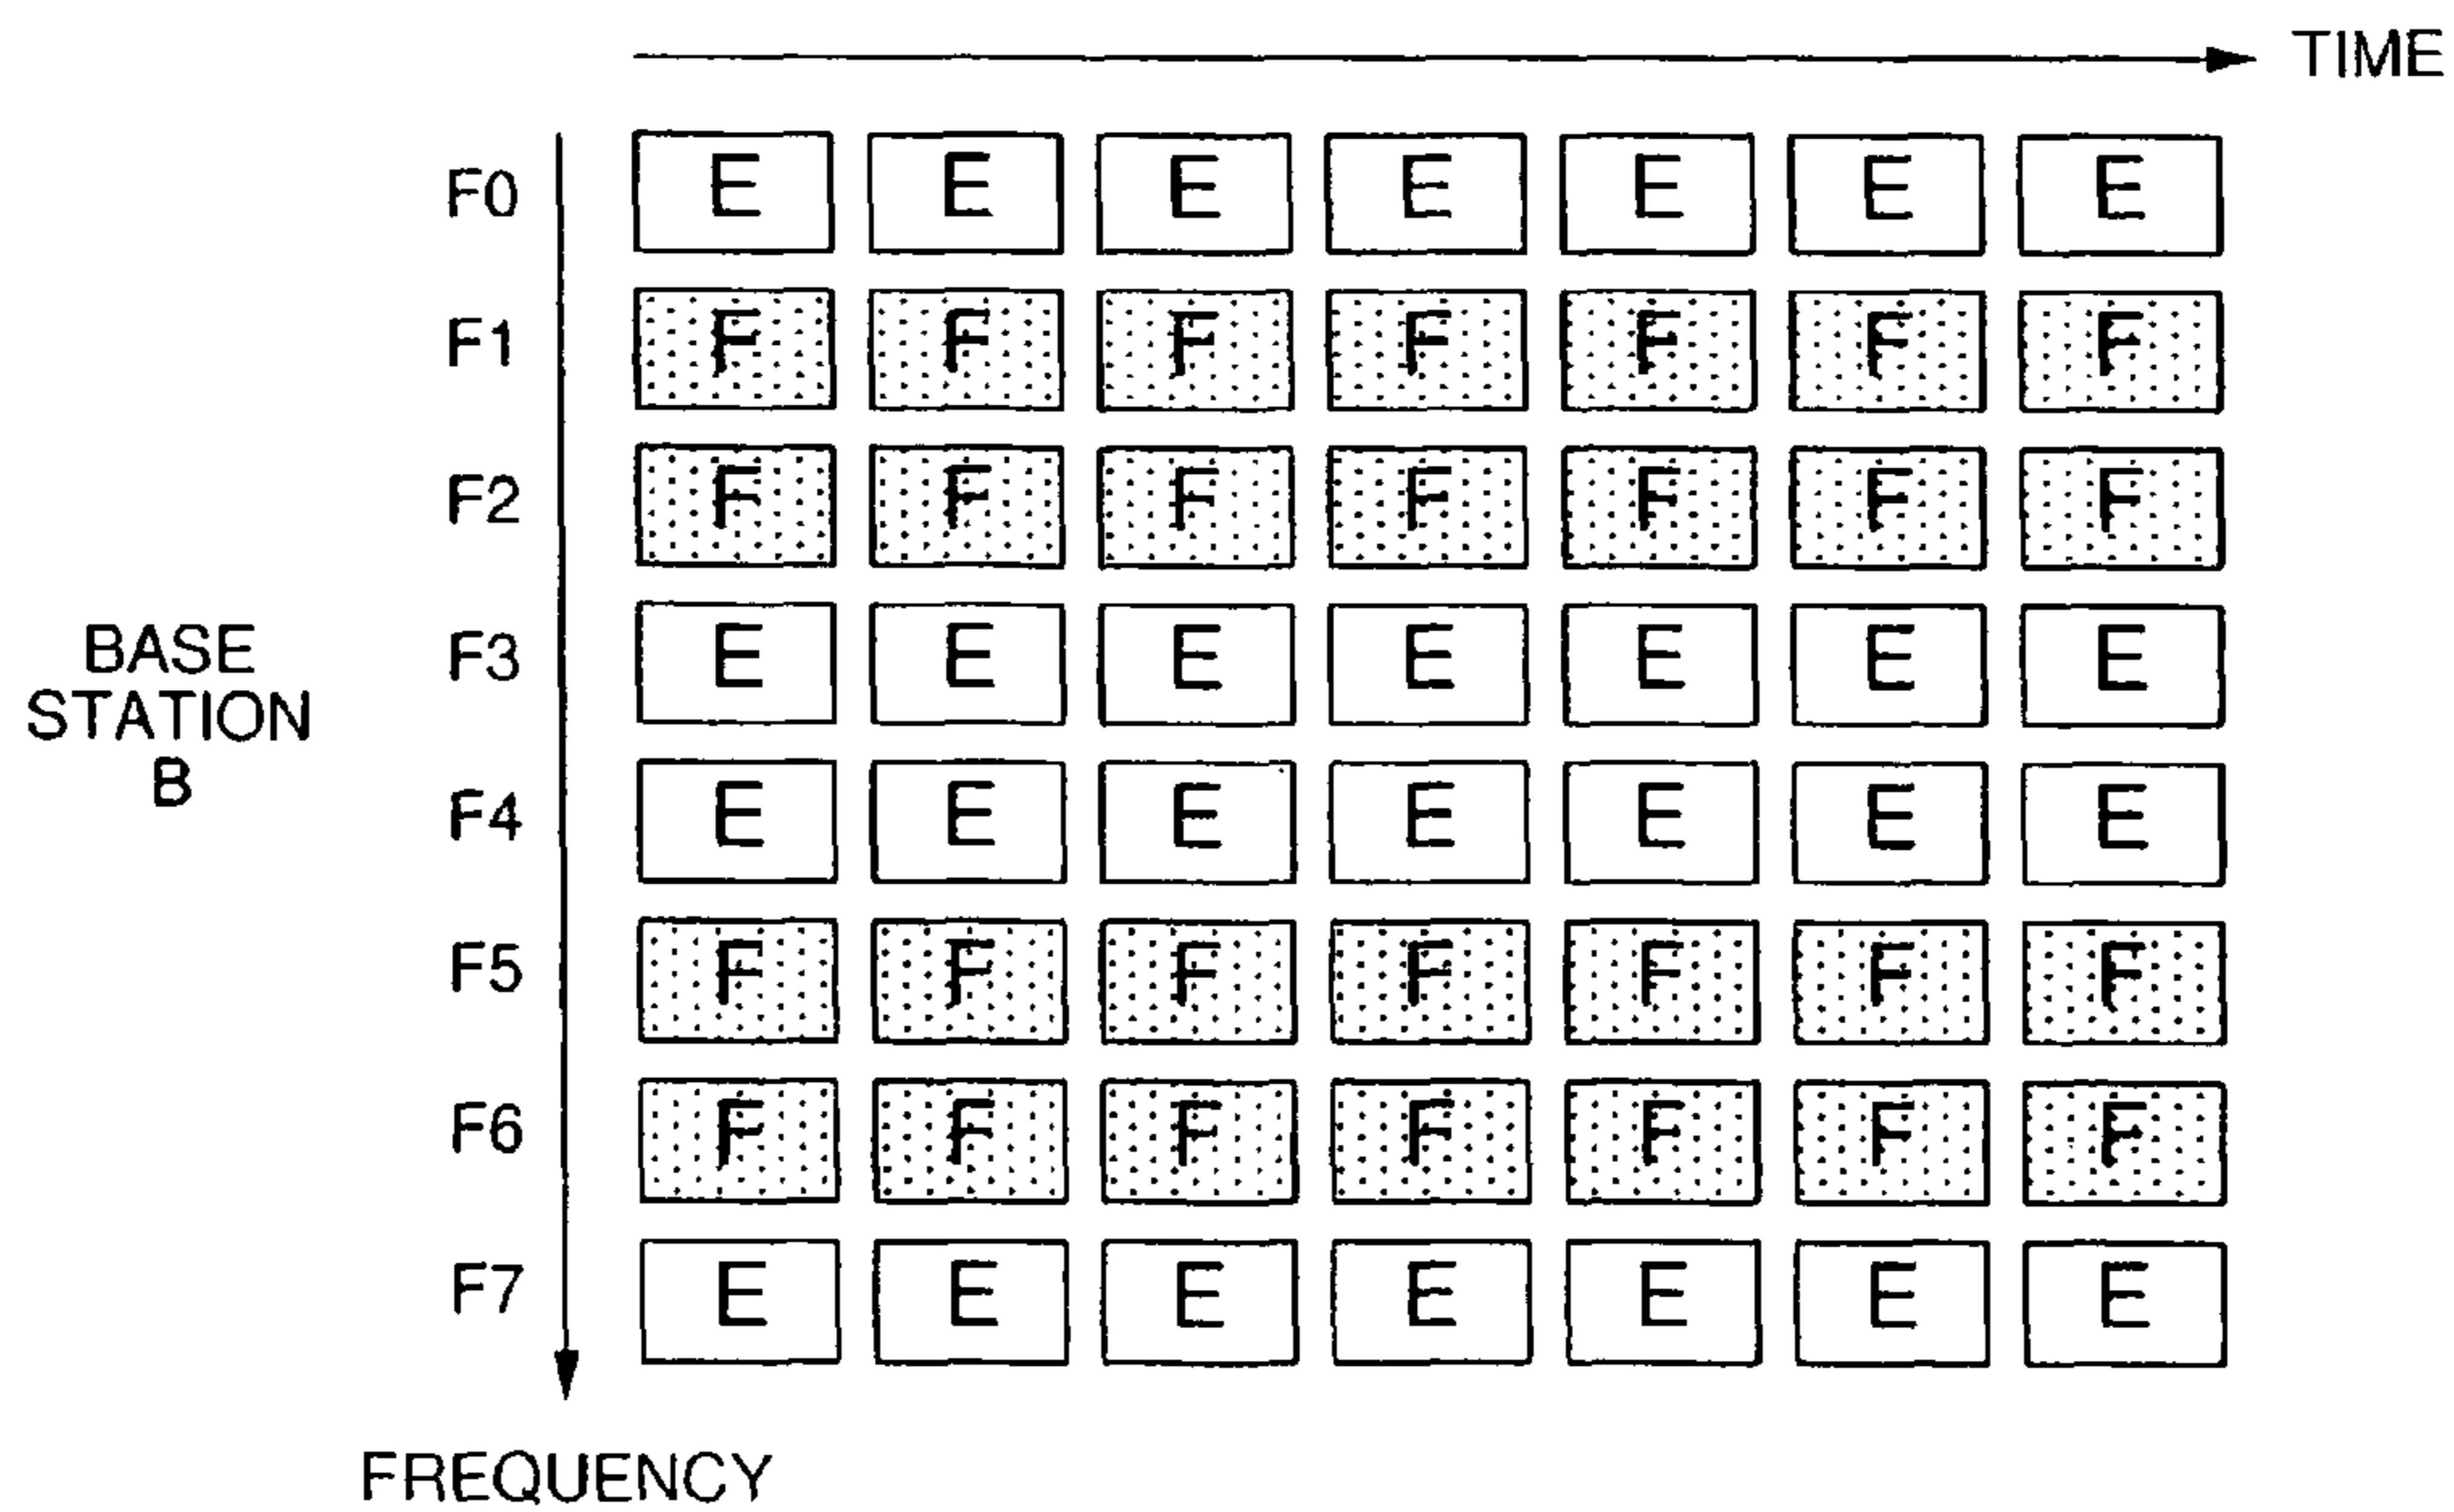 TIME
F0 E E E E E E E
F1 F F F F F F F
F2 F F F F F F F
F3 E E E E E E E
BASE
STATION
B
F4 E E E E E E E
F5 F F F F F F F
F6 F F F F F F F
F7 E E E E E E E
FREQUENCY